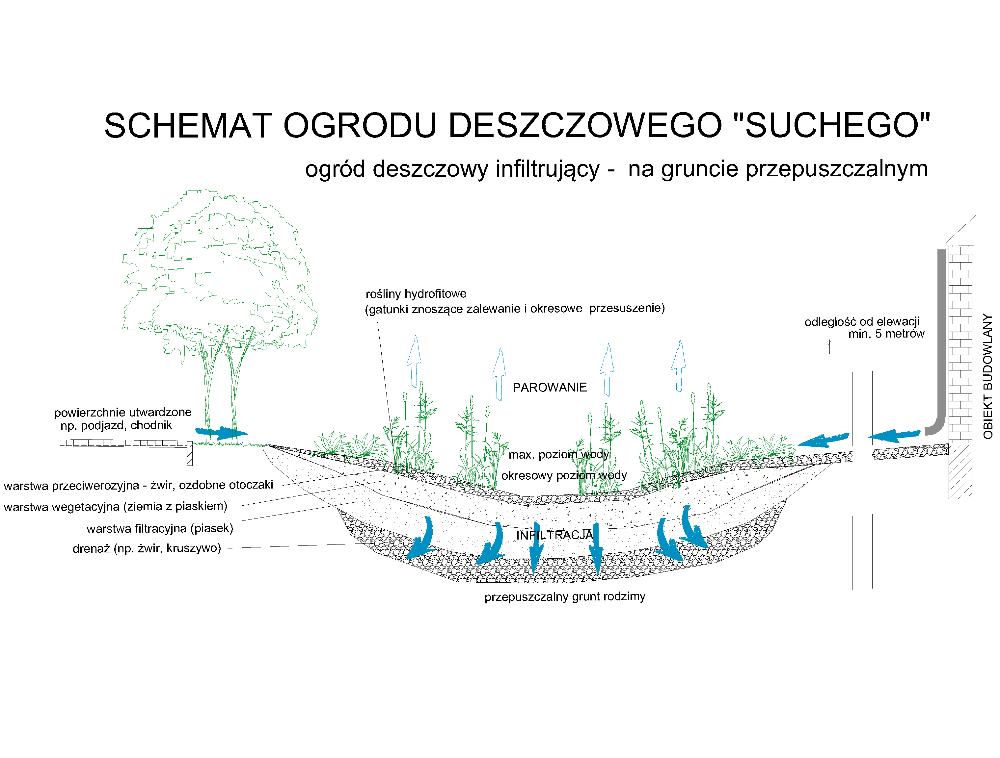 SCHEMAT OGRODU DESZCZOWEGO "SUCHEGO"
ogród deszczowy infiltrujący - na gruncie przepuszczalnym
rośliny hydrofitowe
(gatunki znoszące zalewanie i okresowe przesuszenie)
odległość od elewacji
min. 5 metrów
OBIEKT BUDOWLANY
PAROWANIE
powierzchnie utwardzone
np. podjazd, chodnik
max. poziom wody
okresowy poziom wody
warstwa przeciwerozyjna - żwir, ozdobne otoczaki
warstwa wegetacyjna (ziemia z piaskiem)
warstwa filtracyjna (piasek)
INFILTRACJA
drenaż (np. żwir, kruszywo)
przepuszczalny grunt rodzimy